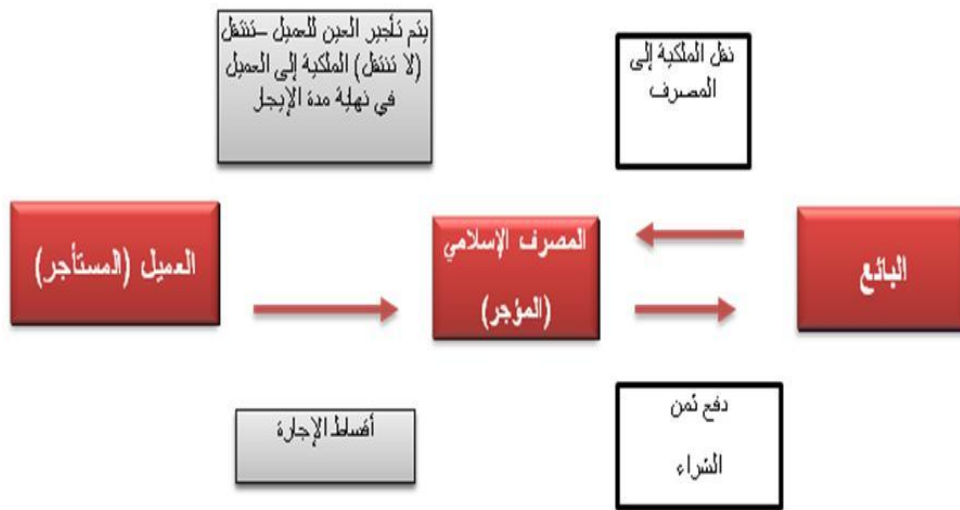 نقل الملكية إلى
المصرف
يتم تأجير العين للعميل –تنتقل
(لا تنتقل) الملكية إلى العميل
في نهاية مدة الإيجار
البائع
المصرف الإسلامي
(المؤجر)
العميل (المستأجر)
دفع ثمن
الشراء
أقساط الإجارة